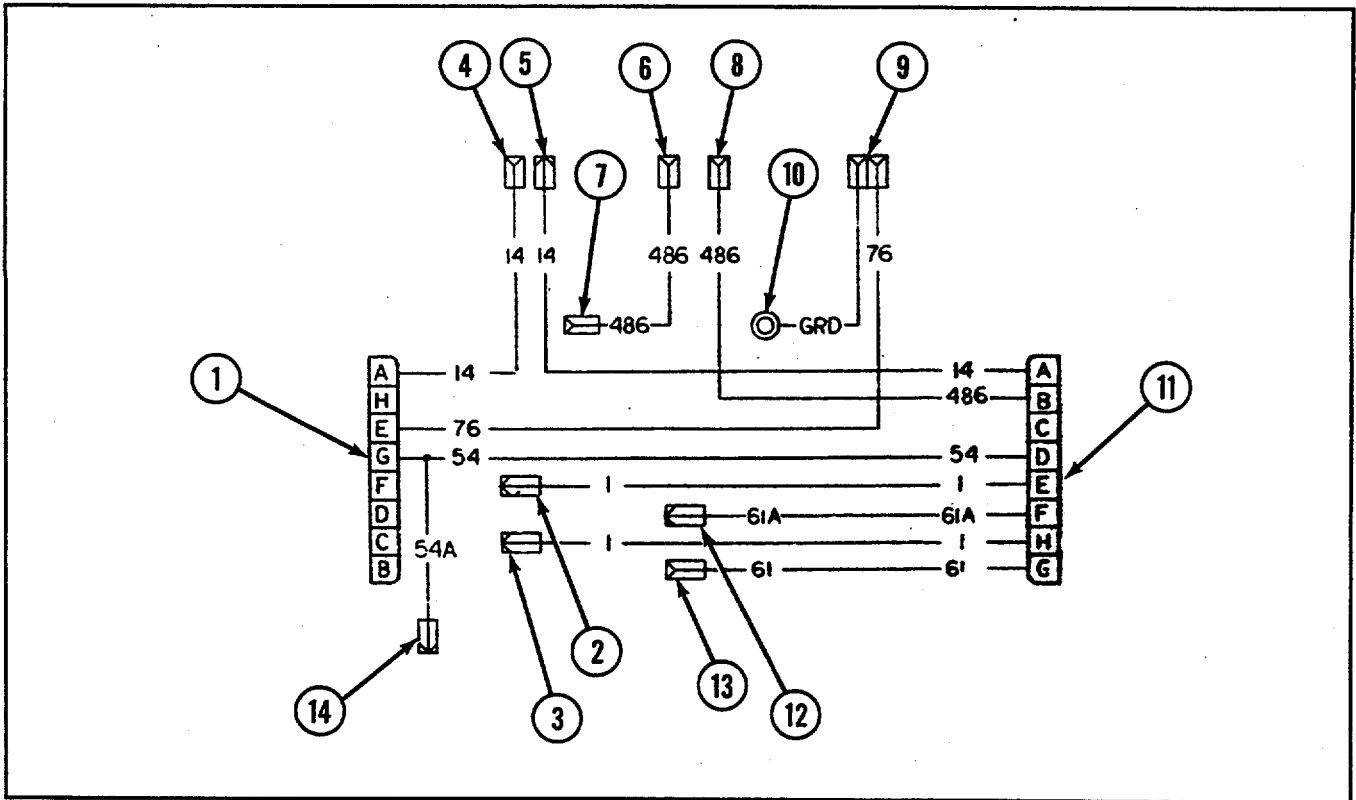 4 5 6 8 9
7 10
14 14 486 486 76
486 GRD
1
A 14 14 A
H 486 B
E 76 C
11
G 54 54 D
F 1 1 E
D 61A 61A F
C 54A 1 1 H
B 61 61 G
2
14 3 13 12